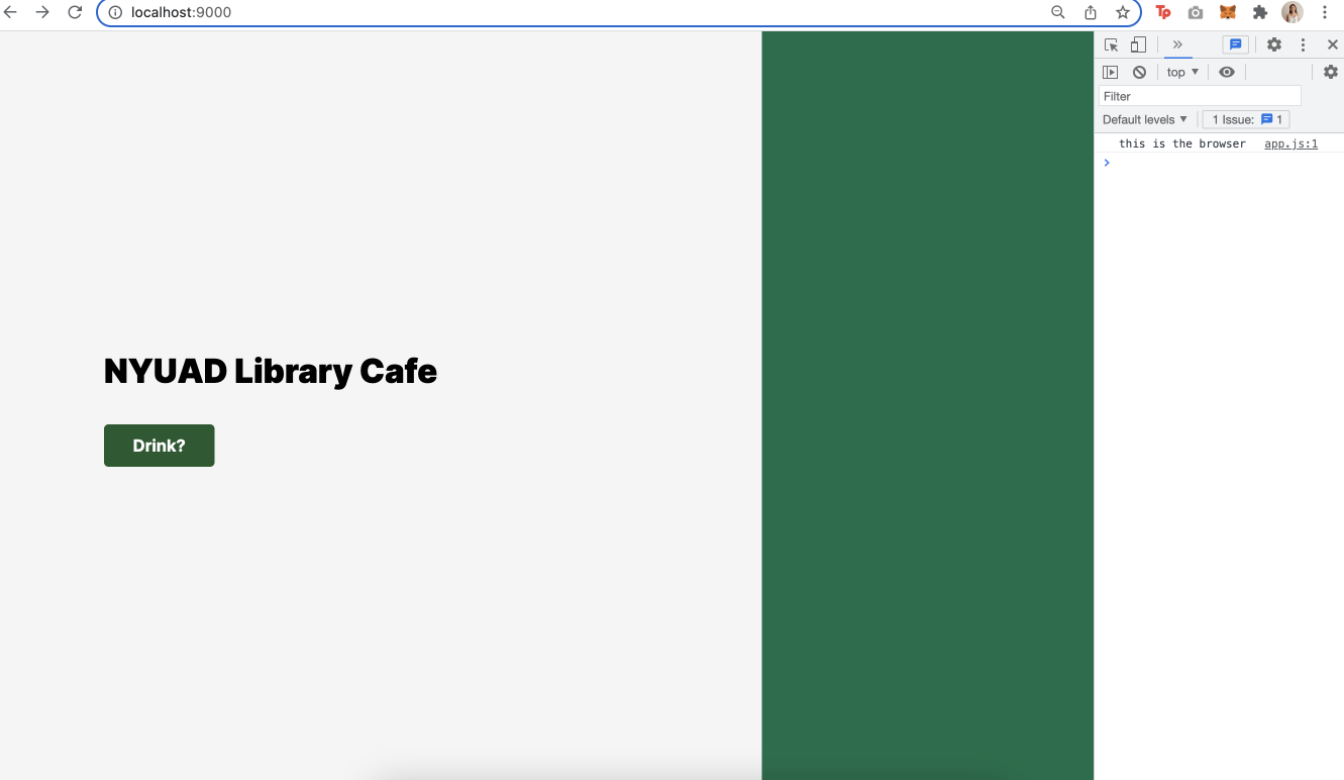 localhost:9000
Tp
top
Filter
Default levels
1 Issue: 1
this is the browser app.js:1
NYUAD Library Cafe
Drink?